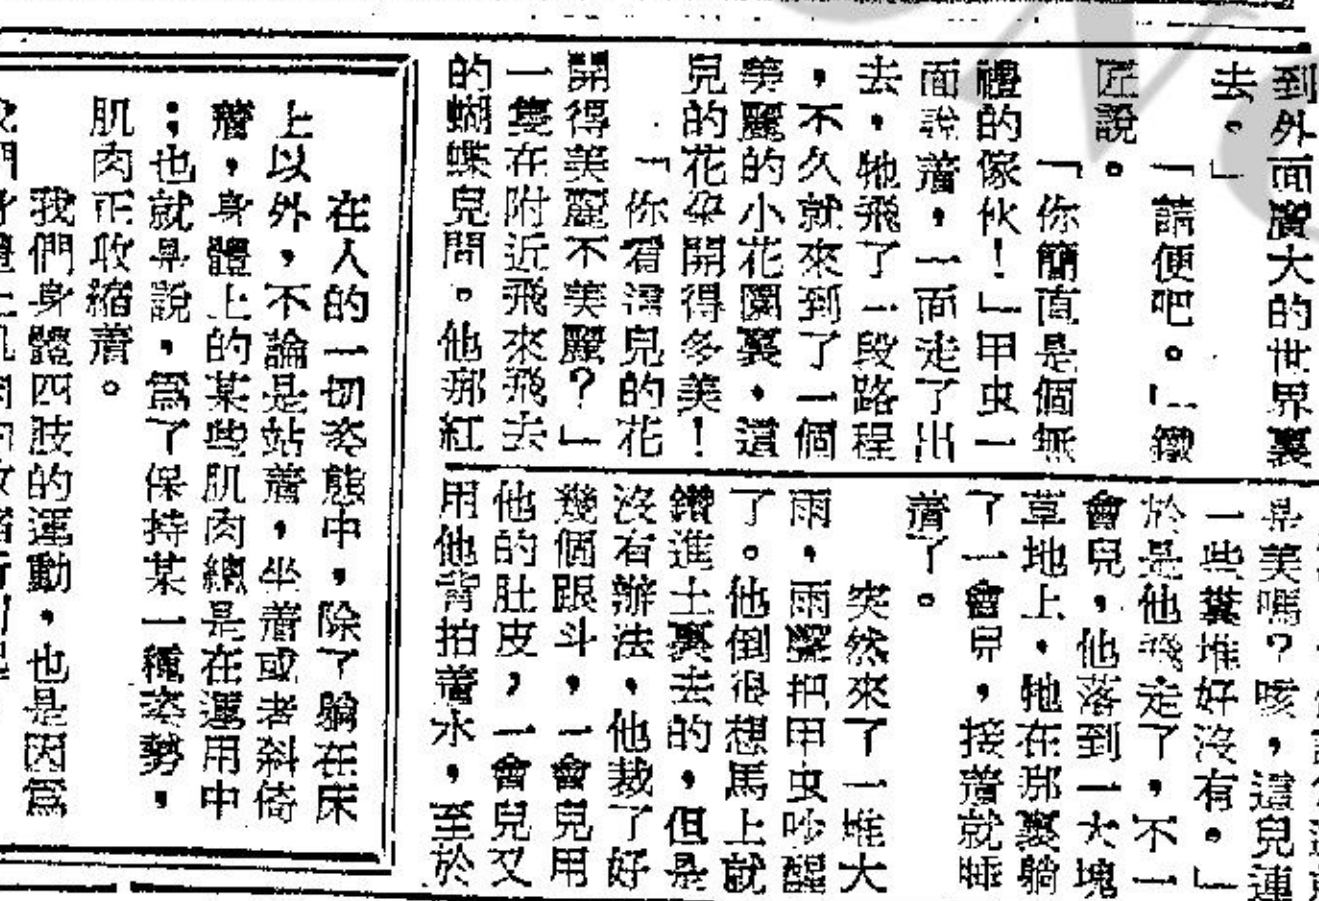 到外面廣大的世界裏
去。」
「請便吧。」鐵
匠說。
「你簡直是個無
禮的傢伙！」甲虫一
面說着，一面走了出
去，牠飛了一段路程
，不久就來到了一個
美麗的小花園裏，這
兒的花朶開得多美！
「你看這兒的花
開得美麗不美麗？」
一隻在附近飛來飛去
的蝴蝶兒問。他那紅
是美嗎？咳，這兒連
一些糞堆好沒有。」
於是他飛走了，不一
會兒，他落到一大塊
草地上，牠在那裏躺
了一會兒，接着就睡
着了。
突然來了一堆大
雨，雨聲把甲虫吵醒
了。他倒很想馬上就
鑽進土裏去的，但是
沒有辦法，他栽了好
幾個跟斗，一會兒用
他的肚皮，一會兒又
用他背拍着水，至於
在人的一切姿態中，除了躺在床
上以外，不論是站着，坐着或者斜倚
着，身體上的某些肌肉總是在運用中
；也就是說，爲了保持某一種姿勢，
肌肉正收縮着。
我們身體四肢的運動，也是因爲